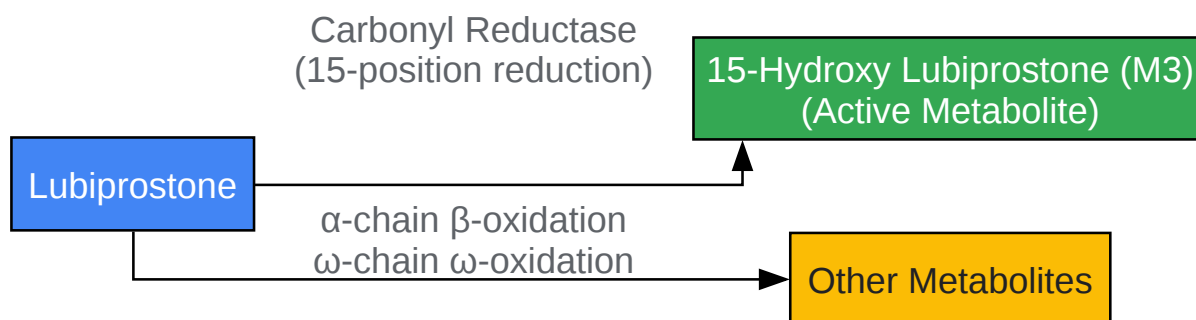 Carbonyl Reductase
(15-position reduction)
15-Hydroxy Lubiprostone (M3)
(Active Metabolite)
Lubiprostone
α-chain β-oxidation
ω-chain ω-oxidation
Other Metabolites